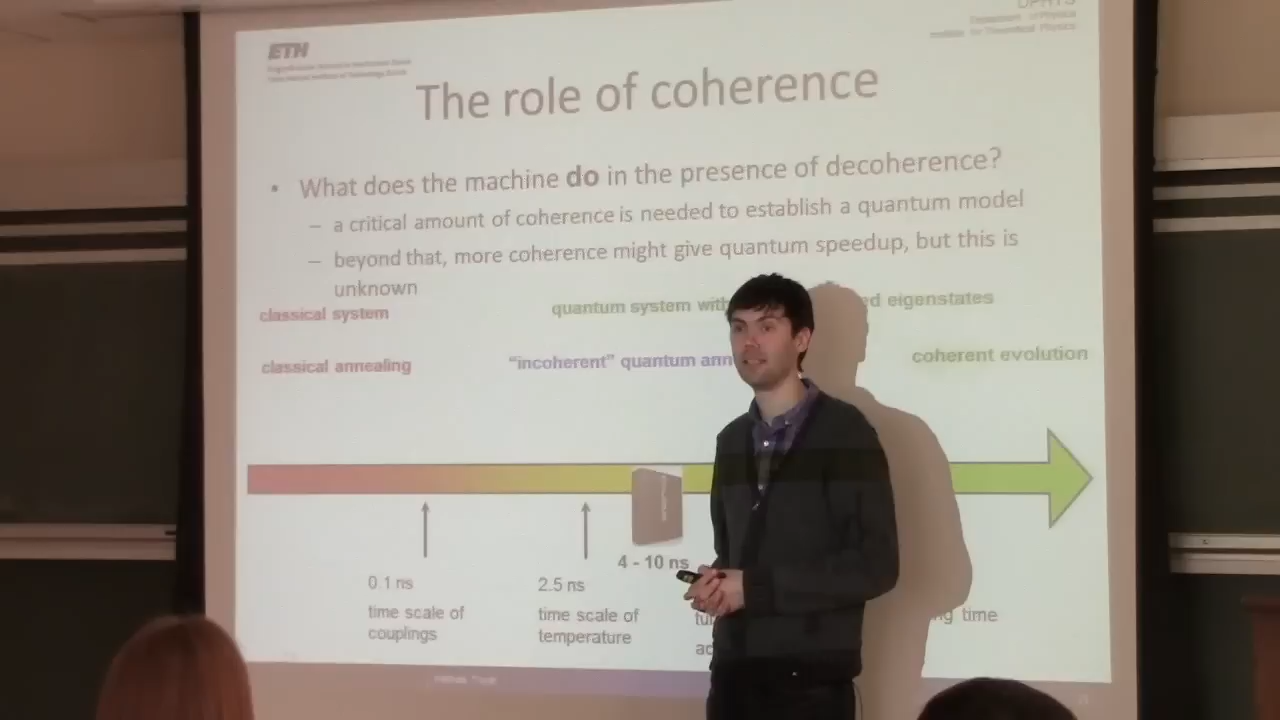 ETH
DPHYS
The role of coherence
• What does the machine do in the presence of decoherence?
– a critical amount of coherence is needed to establish a quantum model
– beyond that, more coherence might give quantum speedup, but this is
unknown
classical system
quantum system with
ed eigenstates
classical annealing
"incoherent" quantum ann
coherent evolution
4 - 10 ns
0.1 ns
2.5 ns
time scale of
couplings
time scale of
temperature
time